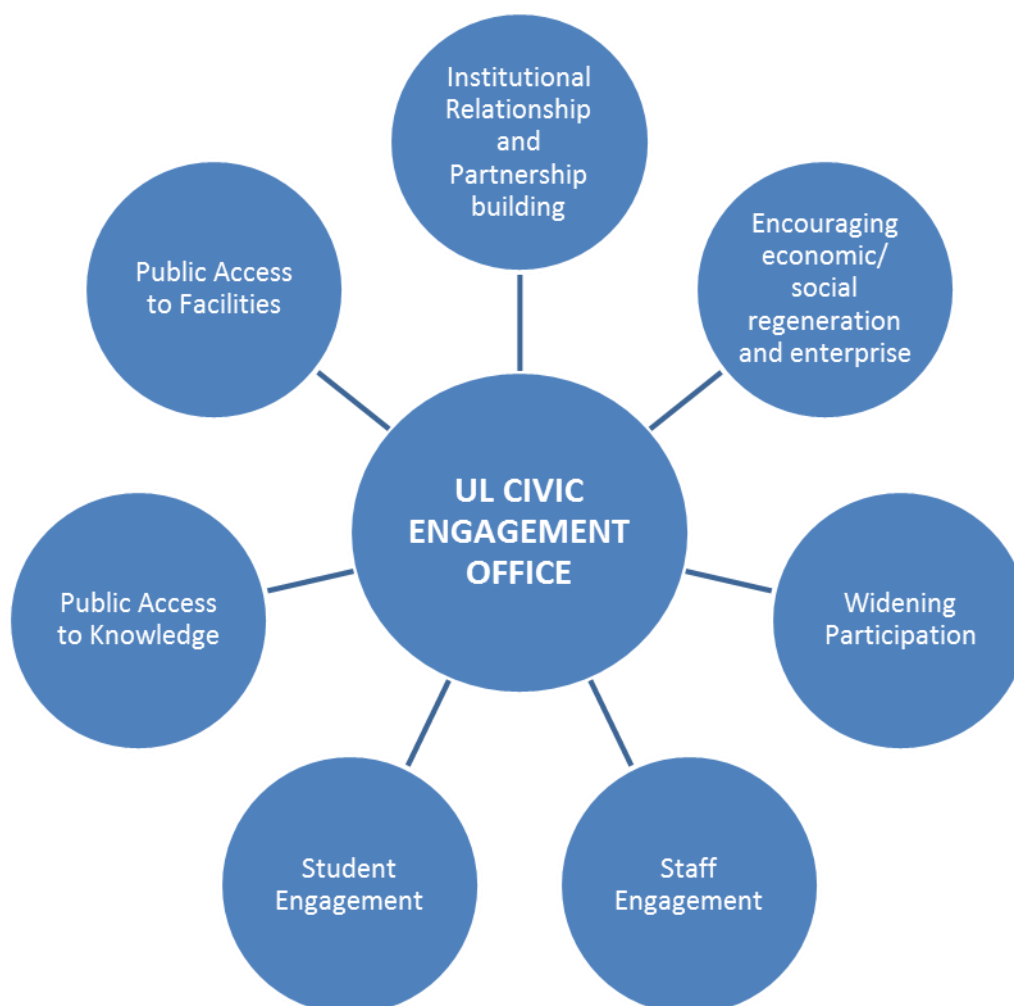 Institutional
Relationship
and
Partnership
building
Encouraging
economic/
social
regeneration
and enterprise
Public Access
to Facilities
UL CIVIC
ENGAGEMENT
OFFICE
Public Access
to Knowledge
Widening
Participation
Student
Engagement
Staff
Engagement